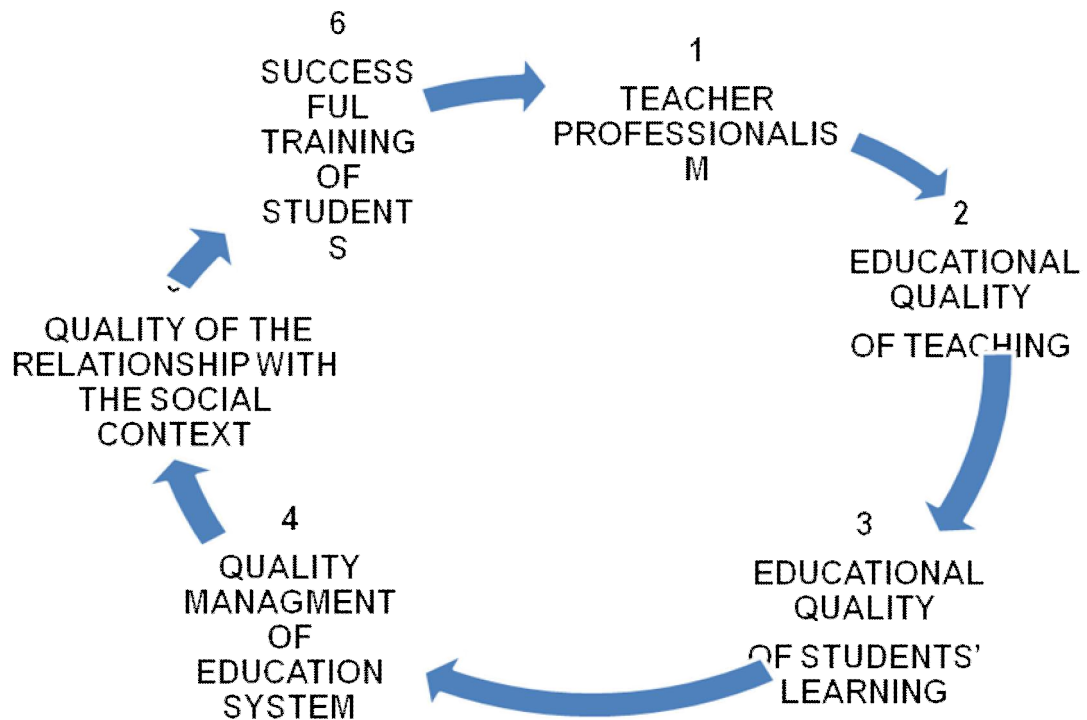 1
TEACHER
PROFESSIONALIS
M
2
EDUCATIONAL
QUALITY
OF TEACHING
3
EDUCATIONAL
QUALITY
OF STUDENTS'
LEARNING
4
QUALITY
MANAGMENT
OF
EDUCATION
SYSTEM
QUALITY OF THE
RELATIONSHIP WITH
THE SOCIAL
CONTEXT
6
SUCCESS
FUL
TRAINING
OF
STUDENT
S